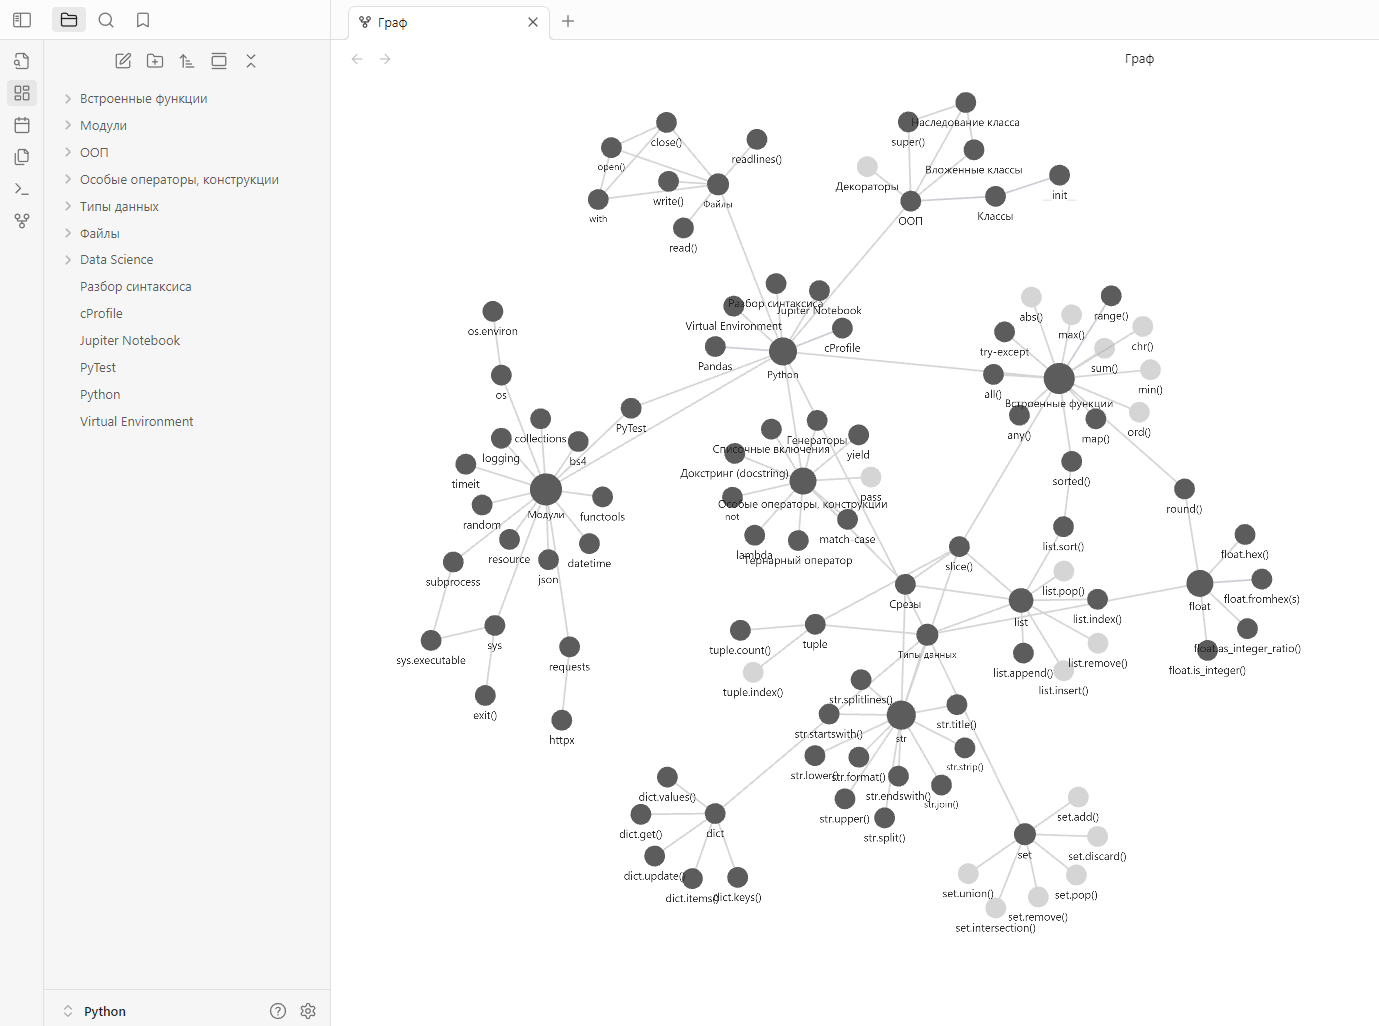 Граф
Граф
Встроенные функции
Модули
ООП
Особые операторы, конструкции
Типы данных
Файлы
Data Science
Разбор синтаксиса
cProfile
Jupiter Notebook
PyTest
Python
Virtual Environment
Python
close()
open()
readlines()
write()
Файлы
with
read()
Наследование класса
super()
Вложенные классы
Декораторы
init
Классы
ООП
Разбор синтаксиса
Jupiter Notebook
Virtual Environment
cProfile
Pandas
Python
abs()
range()
max()
chr()
try-except
sum()
min()
all()
Встроенные функции
any()
map()
ord()
sorted()
round()
os.environ
os
PyTest
collections
logging
bs4
timeit
Модули
random
functools
resource
datetime
json
subprocess
sys
sys.executable
requests
exit()
httpx
Генераторы
Списочные включения
yield
Докстринг (docstring)
pass
Особые операторы, конструкции
not
match-case
lambda
Тернарный оператор
list.sort()
slice()
Срезы
list.pop()
list
list.index()
float.hex()
float.fromhex(s)
float
float.as_integer_ratio()
float.is_integer()
tuple
tuple.count()
tuple.index()
Типы данных
list.remove()
list.append()
list.insert()
str.splitlines()
str.title()
str.startswith()
str
str.strip()
str.lower()
str.format()
str.endswith()
str.join()
str.upper()
str.split()
dict.values()
dict.get()
dict
dict.update()
dict.items()
dict.keys()
set.add()
set
set.discard()
set.union()
set.pop()
set.remove()
set.intersection()